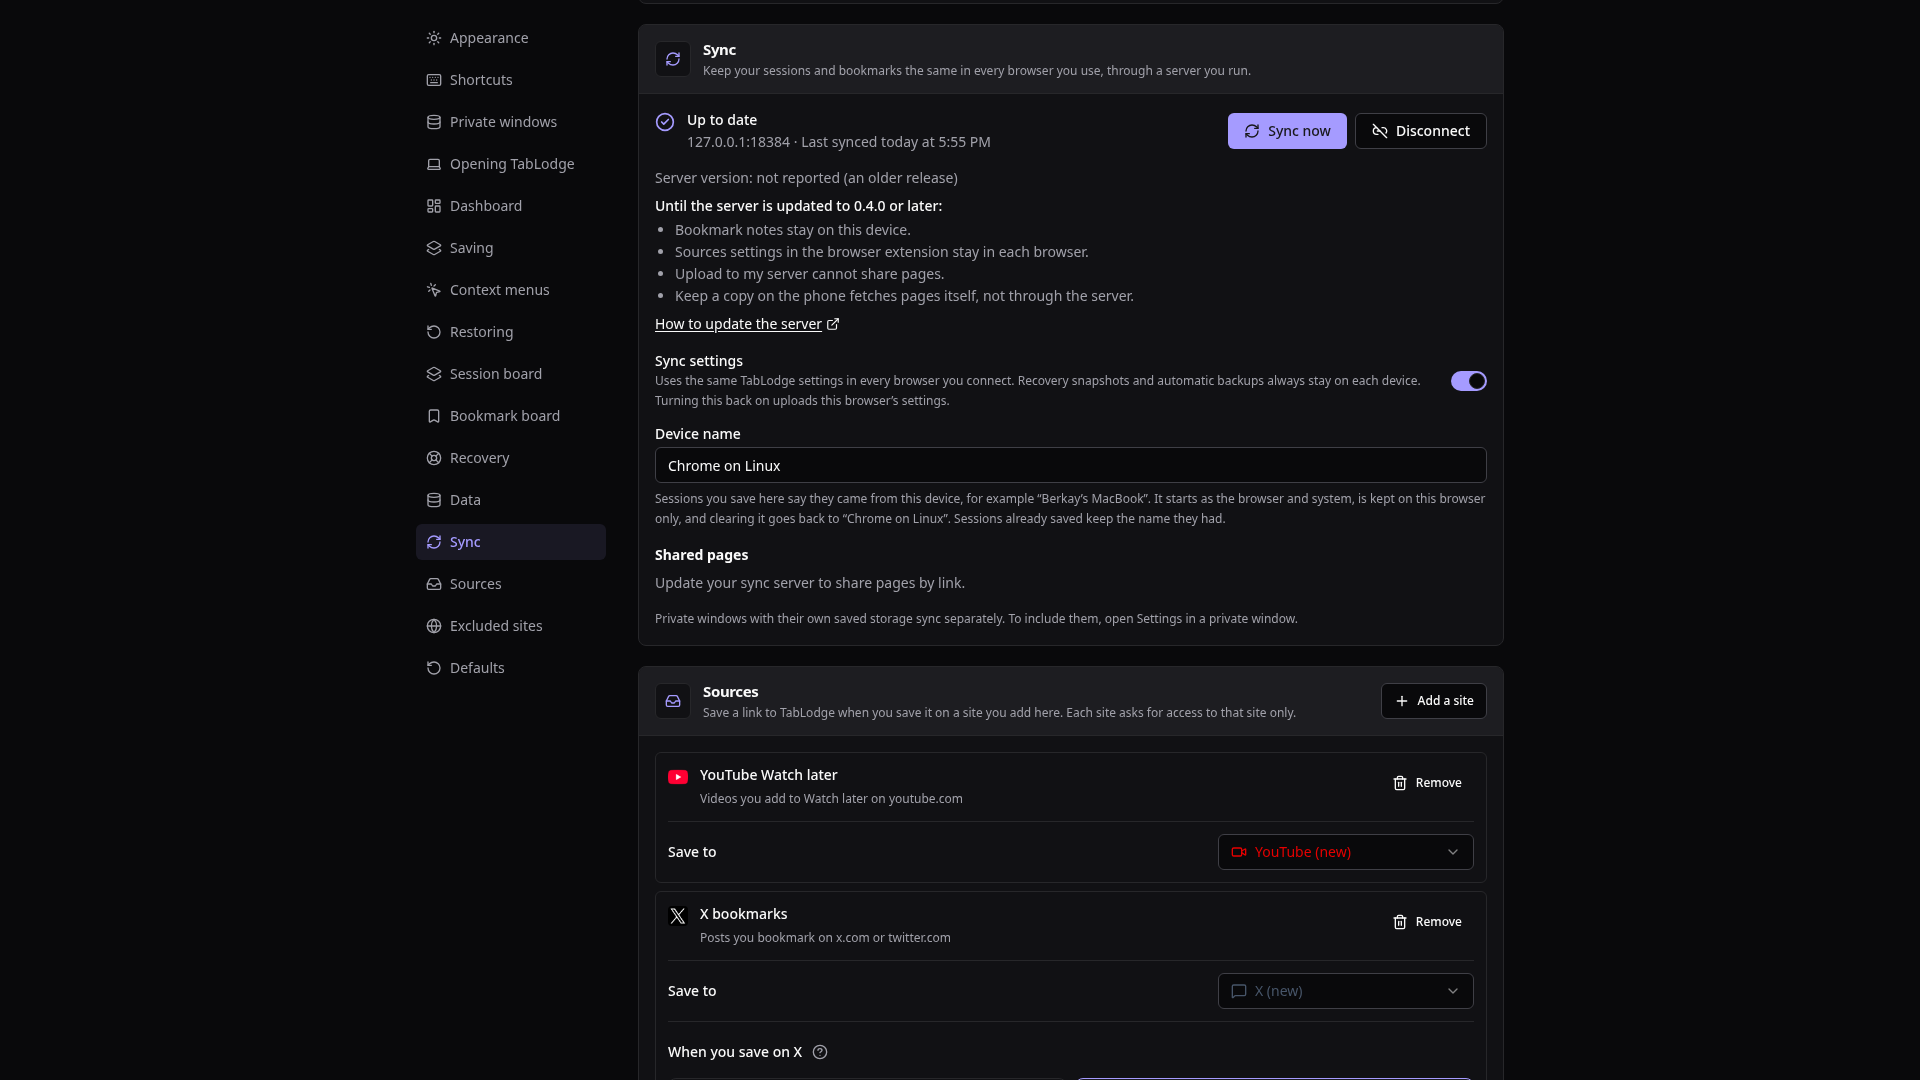 Appearance
Shortcuts
Private windows
Opening TabLodge
Dashboard
Saving
Context menus
Restoring
Session board
Bookmark board
Recovery
Data
Sync
Sources
Excluded sites
Defaults
Sync
Keep your sessions and bookmarks the same in every browser you use, through a server you run.
Up to date
127.0.0.1:18384 · Last synced today at 5:55 PM
Sync now
Disconnect
Server version: not reported (an older release)
Until the server is updated to 0.4.0 or later:
• Bookmark notes stay on this device.
• Sources settings in the browser extension stay in each browser.
• Upload to my server cannot share pages.
• Keep a copy on the phone fetches pages itself, not through the server.
How to update the server
Sync settings
Uses the same TabLodge settings in every browser you connect. Recovery snapshots and automatic backups always stay on each device.
Turning this back on uploads this browser’s settings.
Device name
Chrome on Linux
Sessions you save here say they came from this device, for example “Berkay’s MacBook”. It starts as the browser and system, is kept on this browser
only, and clearing it goes back to “Chrome on Linux”. Sessions already saved keep the name they had.
Shared pages
Update your sync server to share pages by link.
Private windows with their own saved storage sync separately. To include them, open Settings in a private window.
Sources
Save a link to TabLodge when you save it on a site you add here. Each site asks for access to that site only.
Add a site
YouTube Watch later
Videos you add to Watch later on youtube.com
Remove
Save to
YouTube (new)
X bookmarks
Posts you bookmark on x.com or twitter.com
Remove
Save to
X (new)
When you save on X